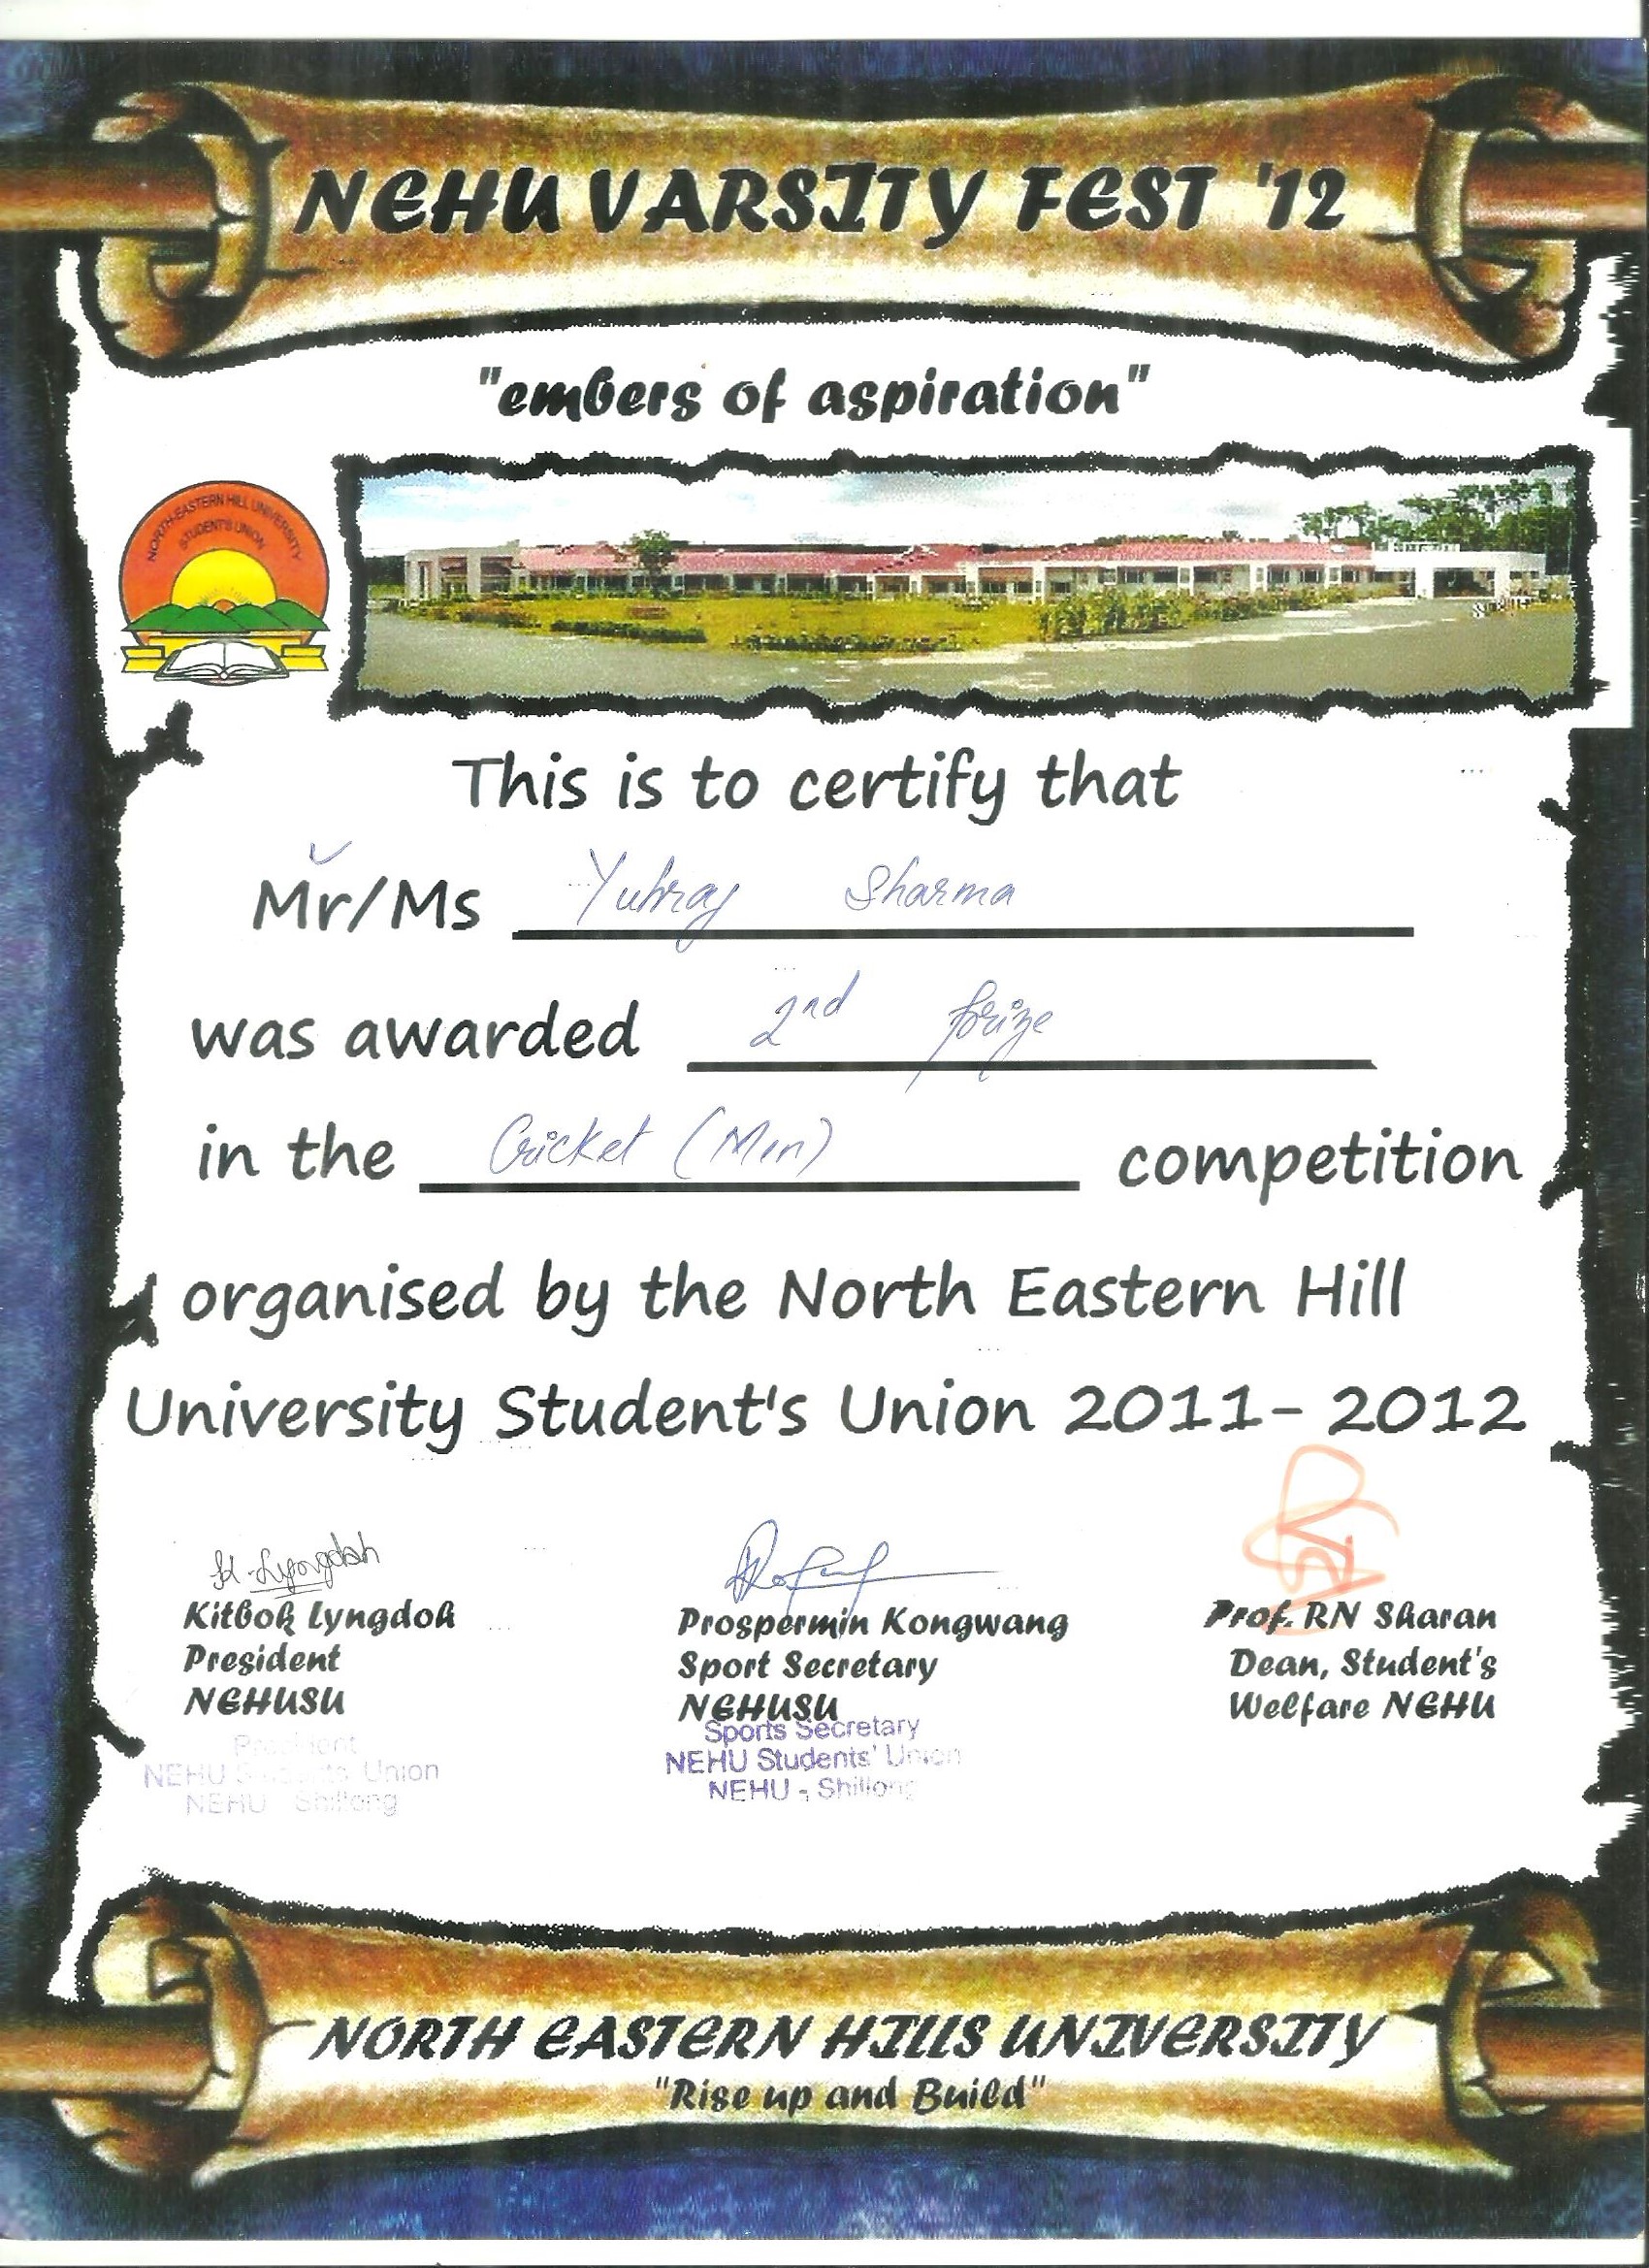 NEHU VARSITY FEST '12
"embers of aspiration"
NORTH-EASTERN HILL UNIVERSITY
STUDENT'S UNION
This is to certify that
Mr/Ms Yubraj Sharma
was awarded 2nd prize
in the Cricket (Men) competition
organised by the North Eastern Hill
University Student's Union 2011-2012
Lyngdoh
Kitbok Lyngdoh
President
NEHUSU
President
NEHU Students' Union
NEHU - Shillong
Prospermin Kongwang
Sport Secretary
NEHUSU
Sports Secretary
NEHU Students' Union
NEHU - Shillong
Prof. RN Sharan
Dean, Student's
Welfare NEHU
NORTH EASTERN HILLS UNIVERSITY
"Rise up and Build"